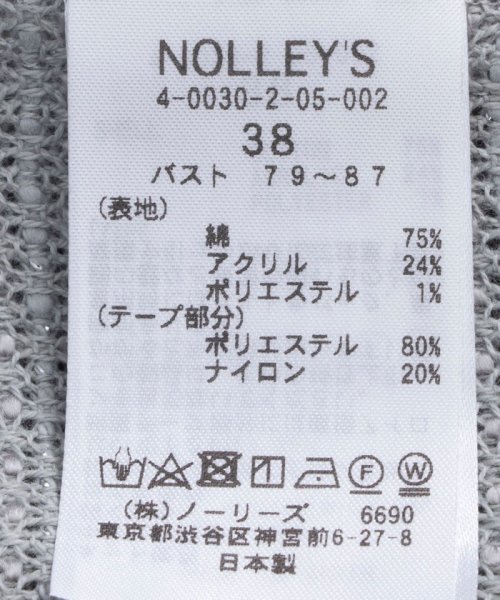 NOLLEY'S
4-0030-2-05-002
38
バスト 79～87
(表地)
綿 75%
アクリル 24%
ポリエステル 1%
(テープ部分)
ポリエステル 80%
ナイロン 20%
F W
(株)ノーリーズ 6690
東京都渋谷区神宮前6-27-8
日本製